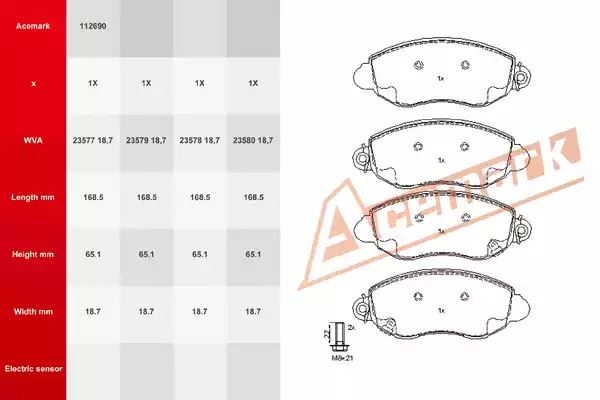 Acemark 112690
x 1X 1X 1X 1X
WVA 23577 18,7 23579 18,7 23578 18,7 23580 18,7
Length mm 168.5 168.5 168.5 168.5
Height mm 65.1 65.1 65.1 65.1
Width mm 18.7 18.7 18.7 18.7
Electric sensor
1x
1x
1x
1x
Acemark
22
2x
M8x21